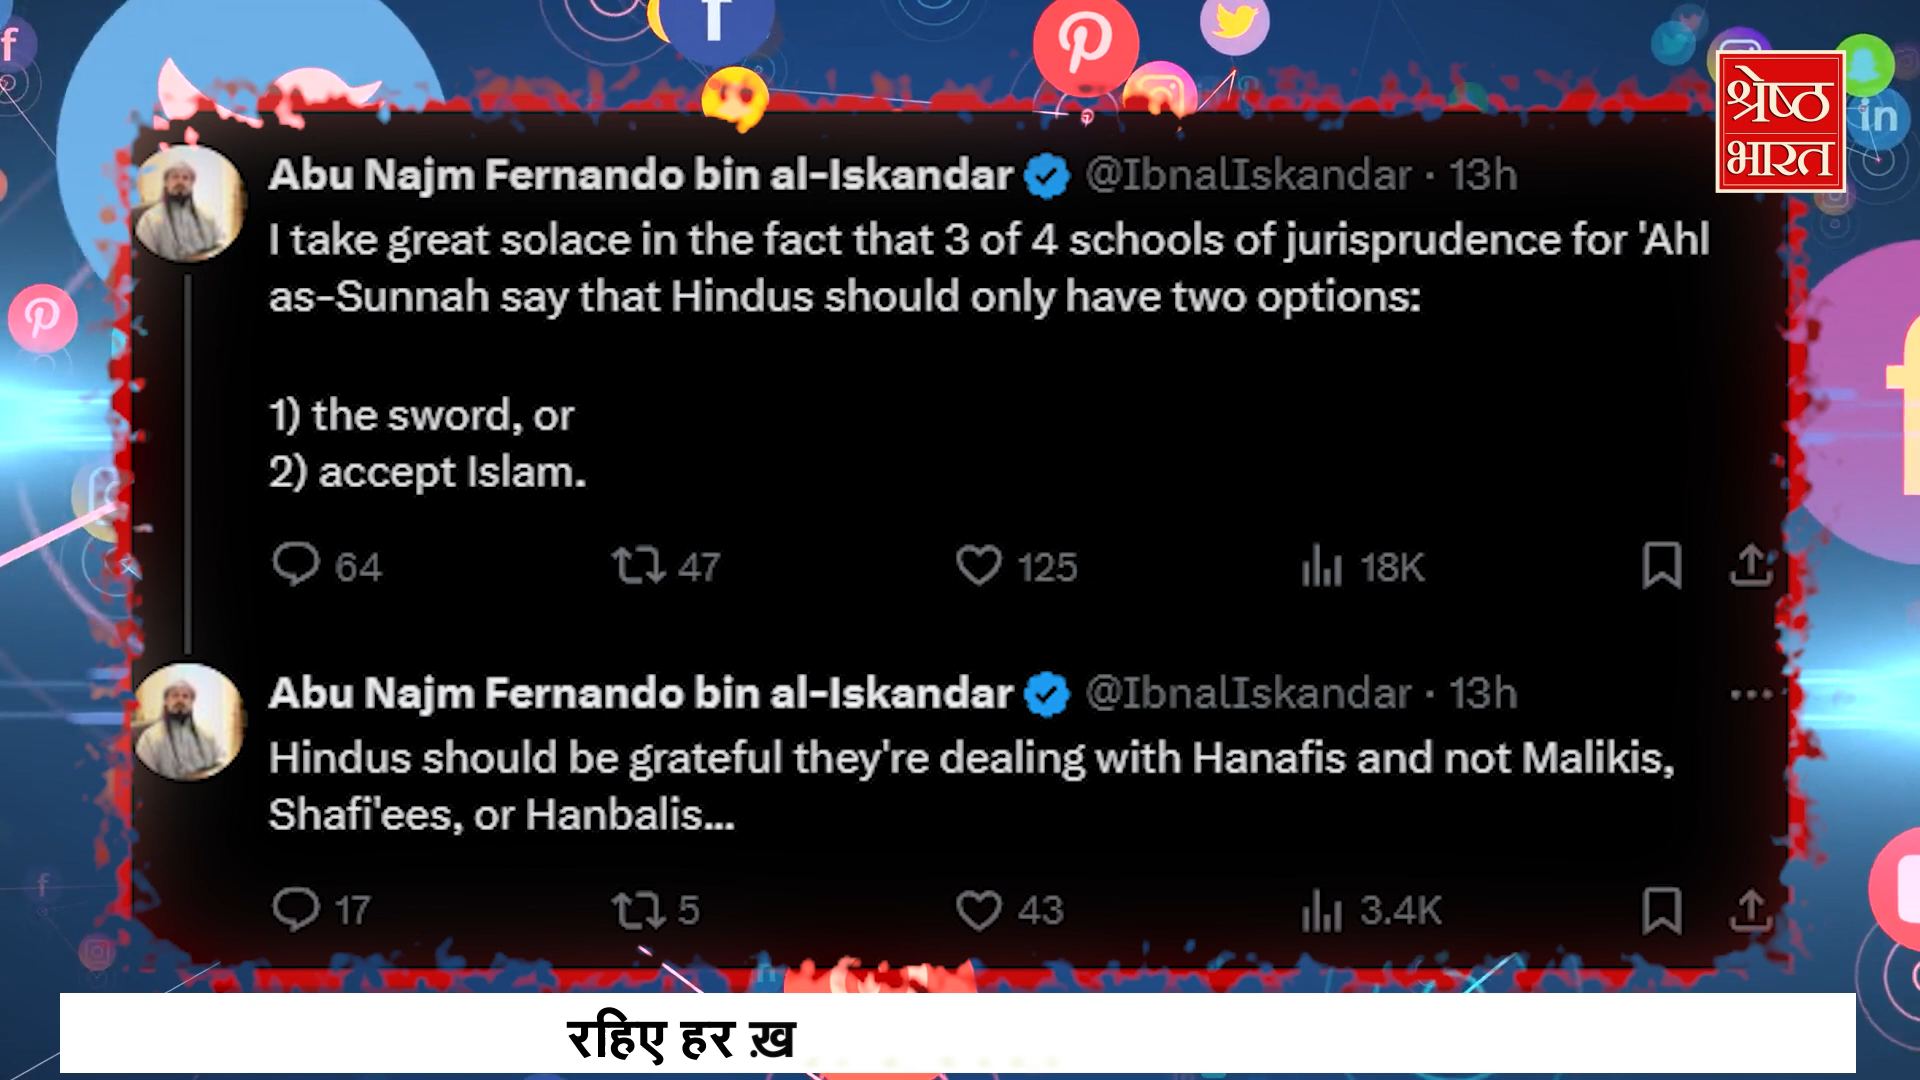 श्रेष्ठ
भारत
Abu Najm Fernando bin al-Iskandar @IbnalIskandar · 13h
I take great solace in the fact that 3 of 4 schools of jurisprudence for 'Ahl
as-Sunnah say that Hindus should only have two options:
1) the sword, or
2) accept Islam.
64 47 125 18K
Abu Najm Fernando bin al-Iskandar @IbnalIskandar · 13h
Hindus should be grateful they're dealing with Hanafis and not Malikis,
Shafi'ees, or Hanbalis...
17 5 43 3.4K
रहिए हर ख़